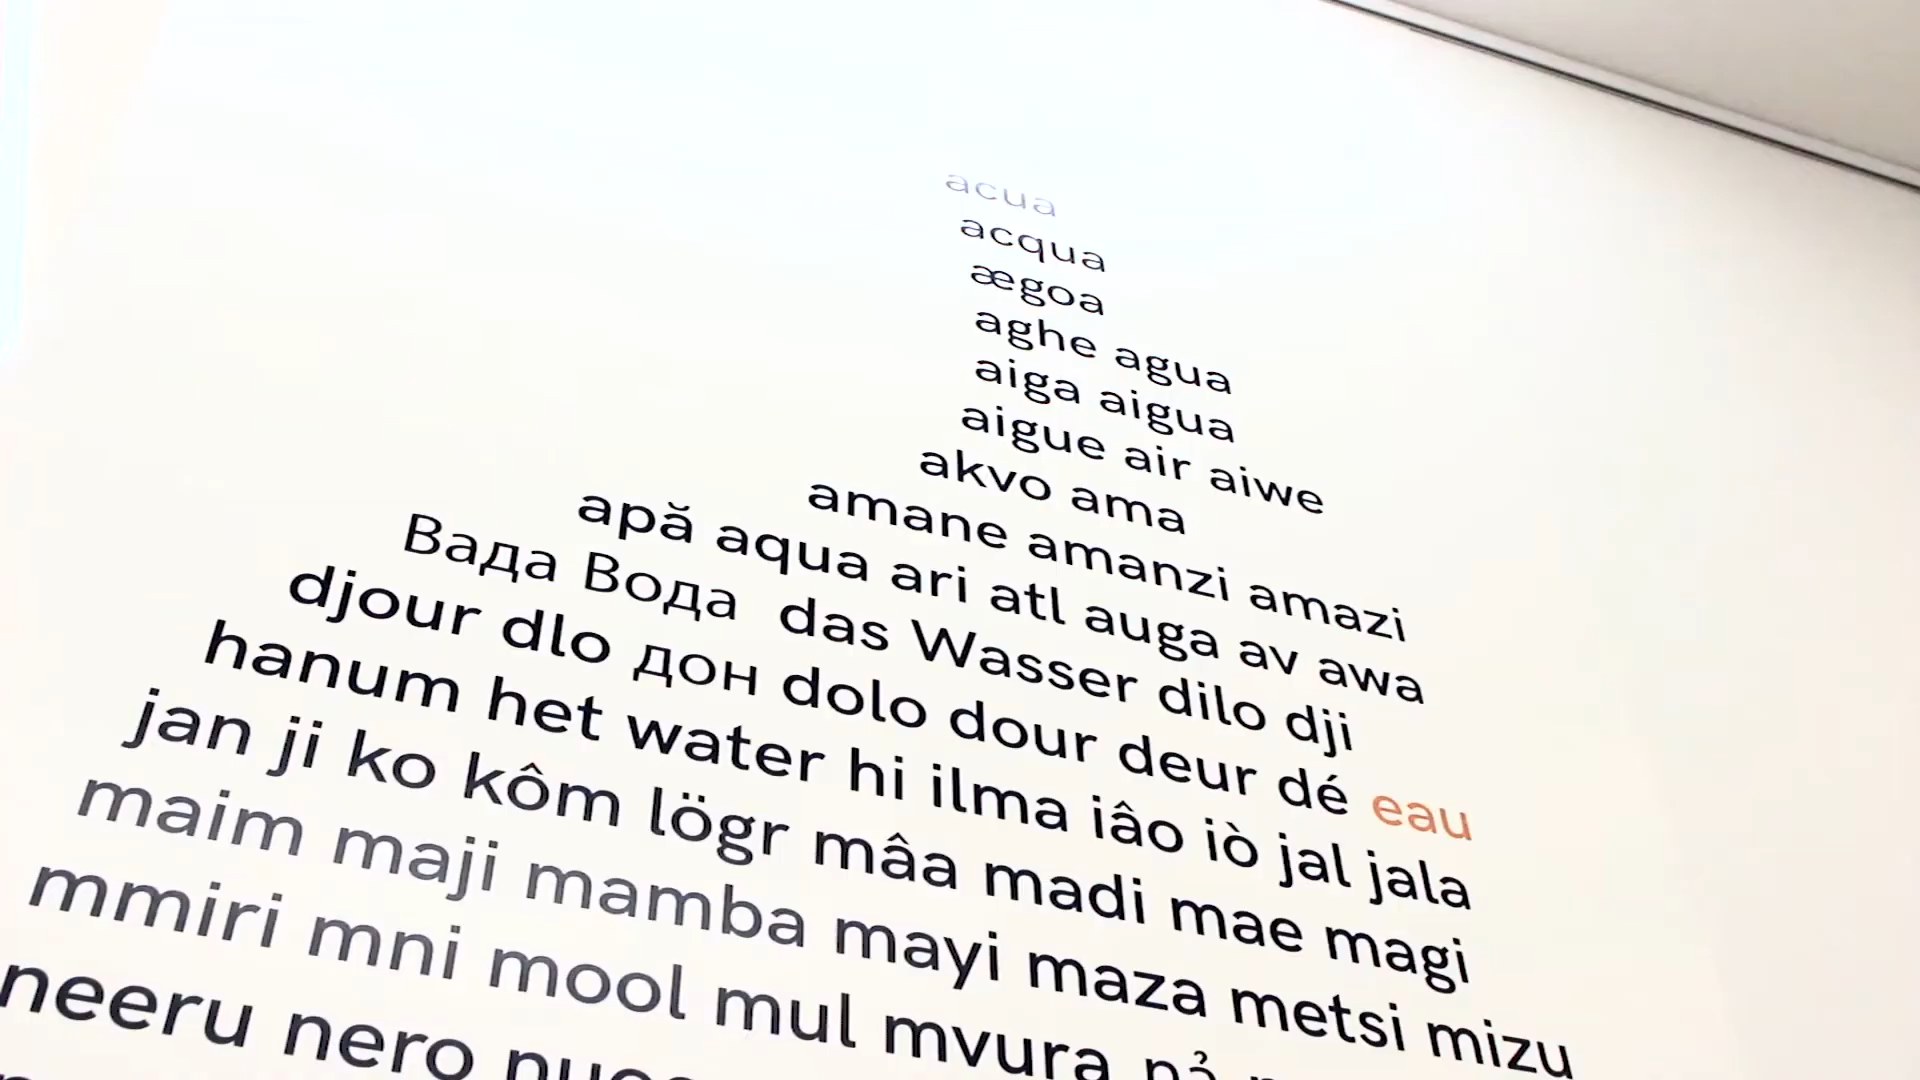 acua
acqua
ægoa
aghe agua
aiga aigua
aigue air aiwe
akvo ama
amane amanzi amazi
apă aqua ari atl auga av awa
Вада Вода das Wasser dilo dji
djour dlo дон dolo dour deur dé eau
hanum het water hi ilma iâo iò jal jala
jan ji ko kôm lögr mâa madi mae magi
maim maji mamba mayi maza metsi mizu
mmiri mni mool mul mvura
neeru nero